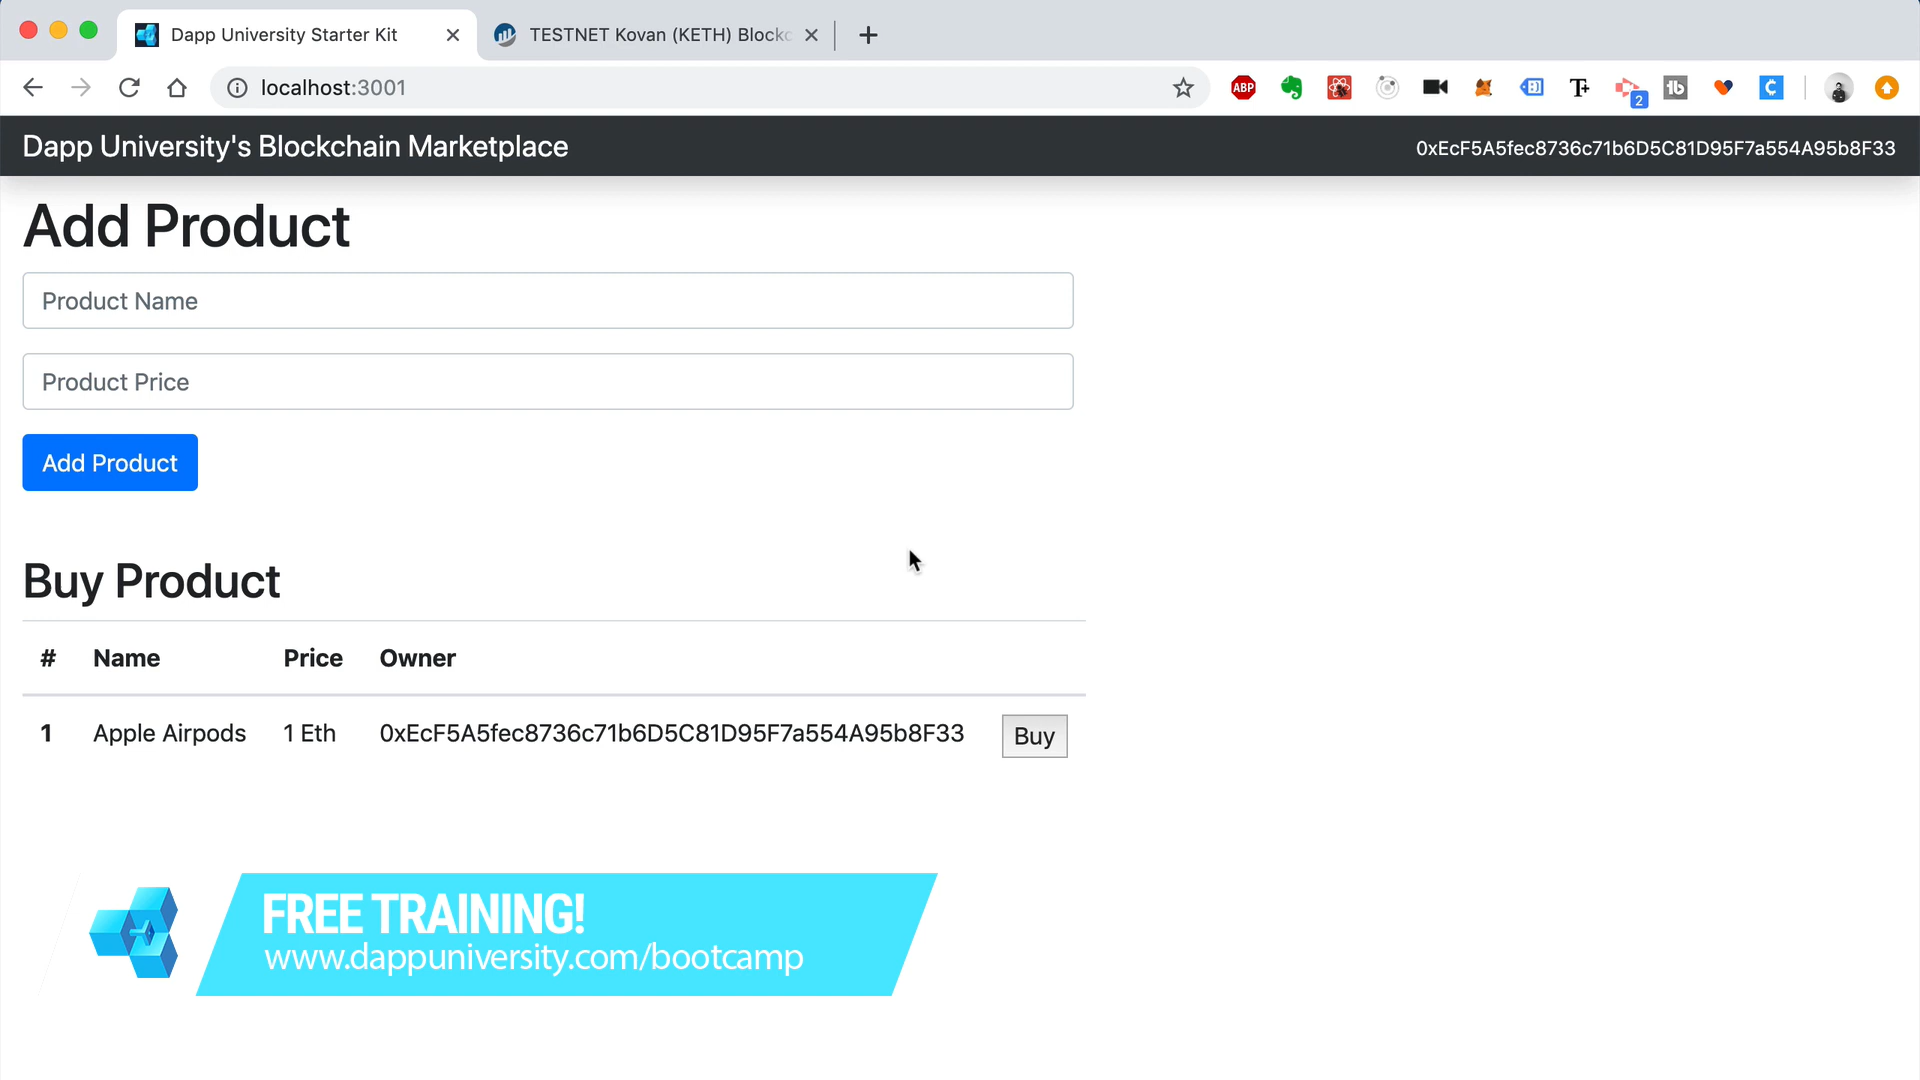 Dapp University Starter Kit
TESTNET Kovan (KETH) Blockc
localhost:3001
ABP
2
Dapp University's Blockchain Marketplace
0xEcF5A5fec8736c71b6D5C81D95F7a554A95b8F33
Add Product
Product Name
Product Price
Add Product
Buy Product
# Name Price Owner
1 Apple Airpods 1 Eth 0xEcF5A5fec8736c71b6D5C81D95F7a554A95b8F33 Buy
FREE TRAINING!
www.dappuniversity.com/bootcamp